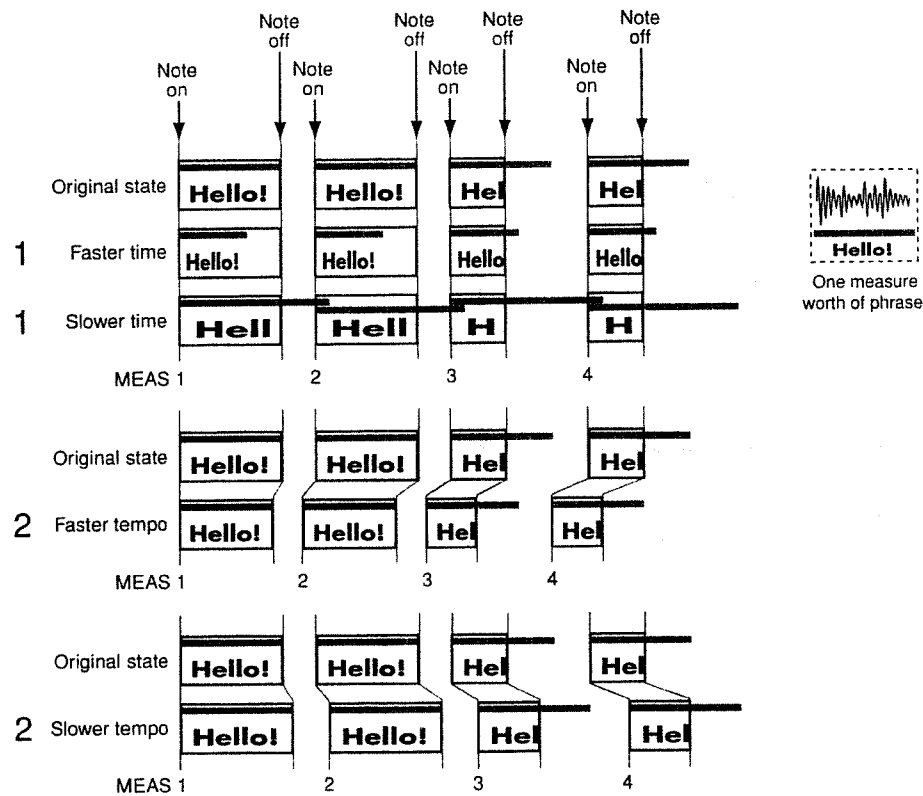 Note off
Note off
Note off
Note off
Note on
Note on
Note on
Note on
Original state
Hello!
Hello!
Hel
Hel
1
Faster time
Hello!
Hello!
Hello
Hello
1
Slower time
Hell
Hell
H
H
MEAS 1
2
3
4
Hello!
One measure
worth of phrase
Original state
Hello!
Hello!
Hel
Hel
2
Faster tempo
Hello!
Hello!
Hel
Hel
MEAS 1
2
3
4
Original state
Hello!
Hello!
Hel
Hel
2
Slower tempo
Hello!
Hello!
Hel
Hel
MEAS 1
2
3
4